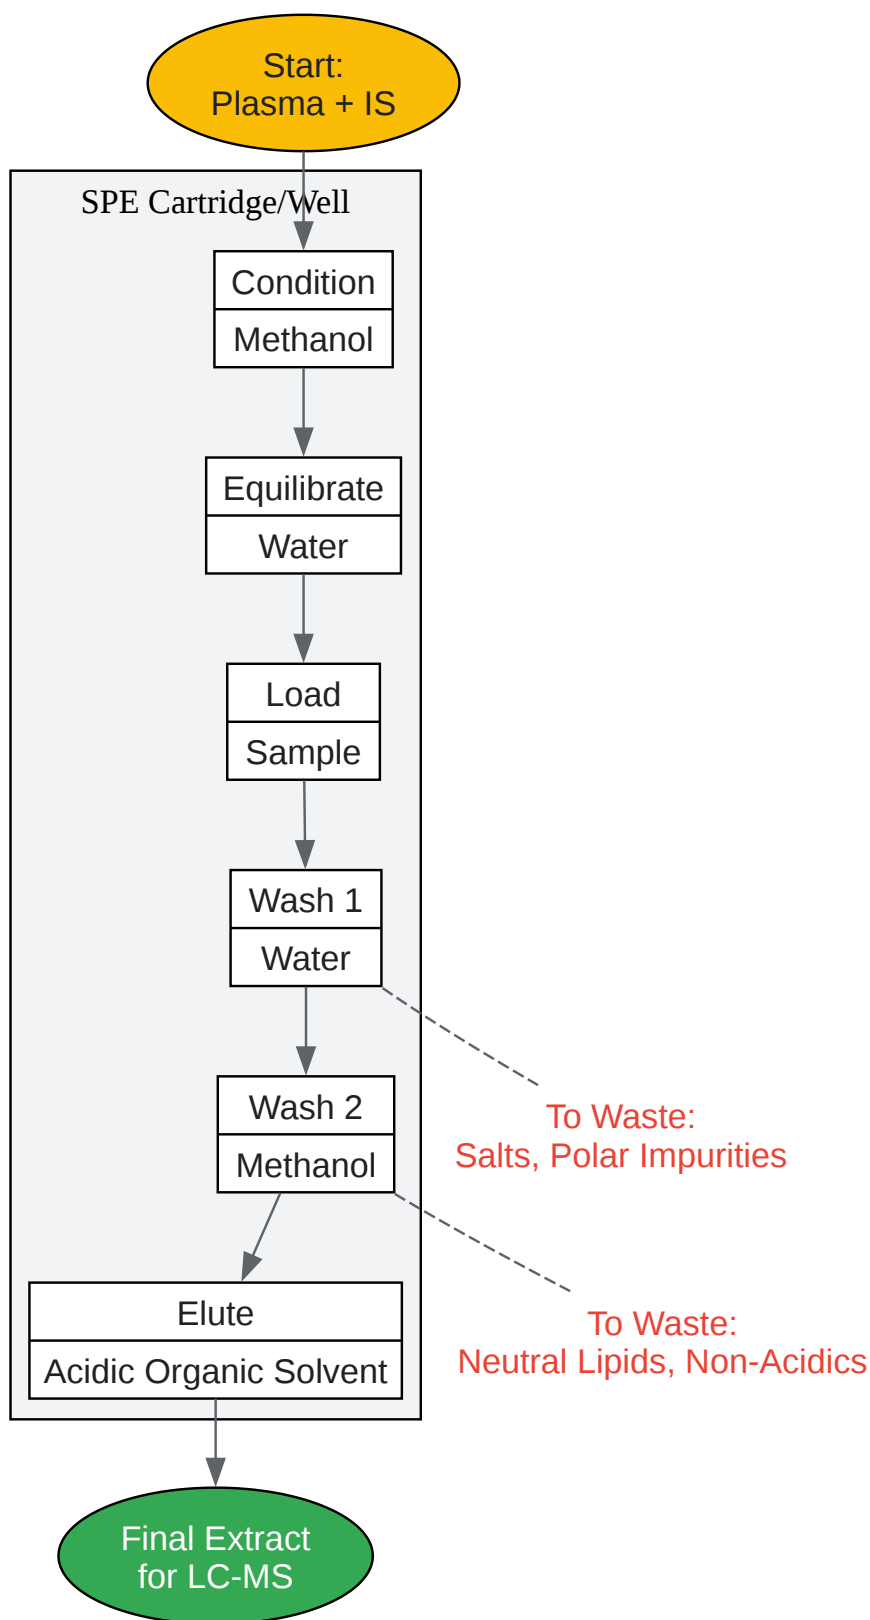 Start:
Plasma + IS
SPE Cartridge/Well
Condition
Methanol
Equilibrate
Water
Load
Sample
Wash 1
Water
Wash 2
Methanol
To Waste:
Salts, Polar Impurities
Elute
Acidic Organic Solvent
To Waste:
Neutral Lipids, Non-Acidics
Final Extract
for LC-MS